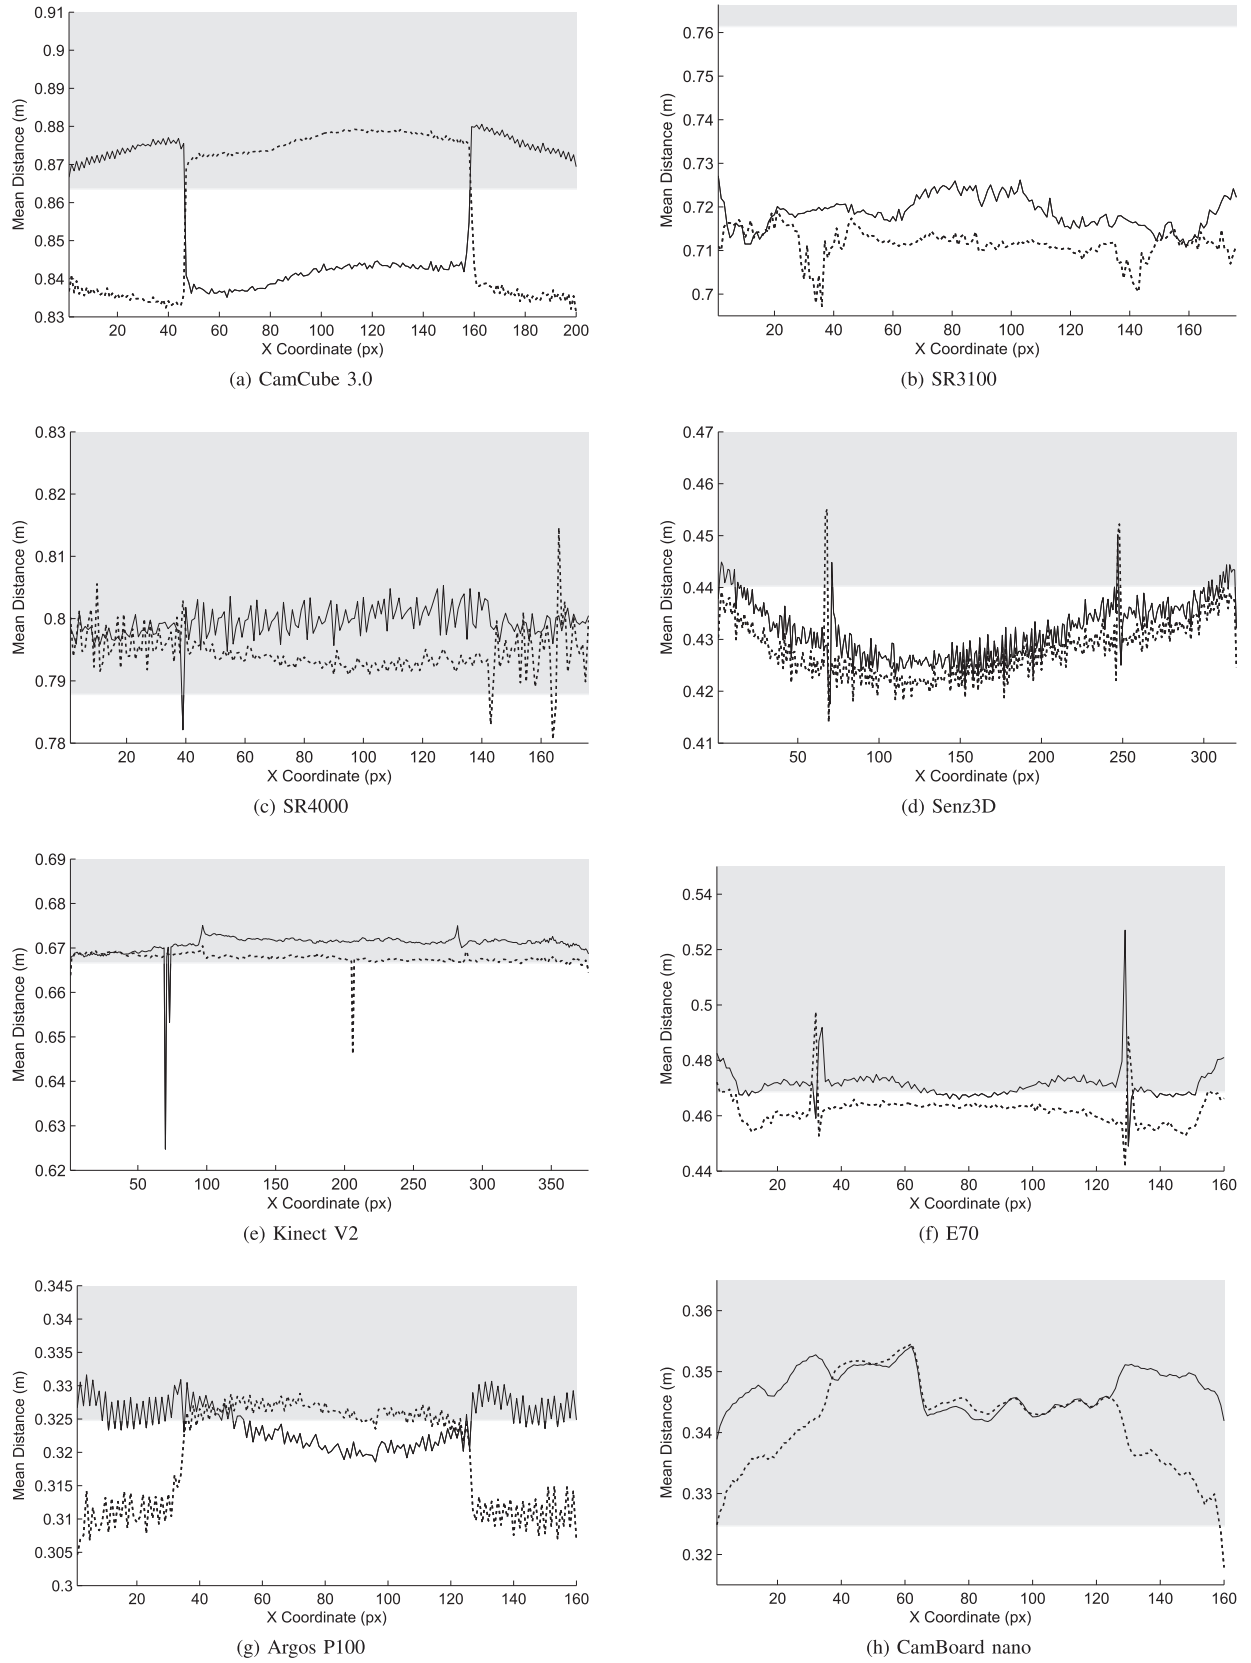 0.91
0.9
0.89
0.88
0.87
0.86
0.85
0.84
0.83
Mean Distance (m)
20 40 60 80 100 120 140 160 180 200
X Coordinate (px)
(a) CamCube 3.0
0.76
0.75
0.74
0.73
0.72
0.71
0.7
Mean Distance (m)
20 40 60 80 100 120 140 160
X Coordinate (px)
(b) SR3100
0.83
0.82
0.81
0.8
0.79
0.78
Mean Distance (m)
20 40 60 80 100 120 140 160
X Coordinate (px)
(c) SR4000
0.47
0.46
0.45
0.44
0.43
0.42
0.41
Mean Distance (m)
50 100 150 200 250 300
X Coordinate (px)
(d) Senz3D
0.69
0.68
0.67
0.66
0.65
0.64
0.63
0.62
Mean Distance (m)
50 100 150 200 250 300 350
X Coordinate (px)
(e) Kinect V2
0.54
0.52
0.5
0.48
0.46
0.44
Mean Distance (m)
20 40 60 80 100 120 140 160
X Coordinate (px)
(f) E70
0.345
0.34
0.335
0.33
0.325
0.32
0.315
0.31
0.305
0.3
Mean Distance (m)
20 40 60 80 100 120 140 160
X Coordinate (px)
(g) Argos P100
0.36
0.35
0.34
0.33
0.32
Mean Distance (m)
20 40 60 80 100 120 140 160
X Coordinate (px)
(h) CamBoard nano